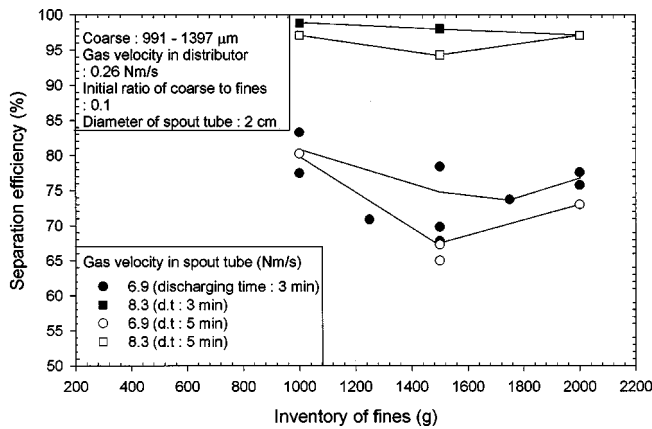 Separation efficiency (%)
100
95
90
85
80
75
70
65
60
55
50
Coarse : 991 - 1397 μm
Gas velocity in distributor
: 0.26 Nm/s
Initial ratio of coarse to fines
: 0.1
Diameter of spout tube : 2 cm
Gas velocity in spout tube (Nm/s)
6.9 (discharging time : 3 min)
8.3 (d.t : 3 min)
6.9 (d.t : 5 min)
8.3 (d.t : 5 min)
200 400 600 800 1000 1200 1400 1600 1800 2000 2200
Inventory of fines (g)